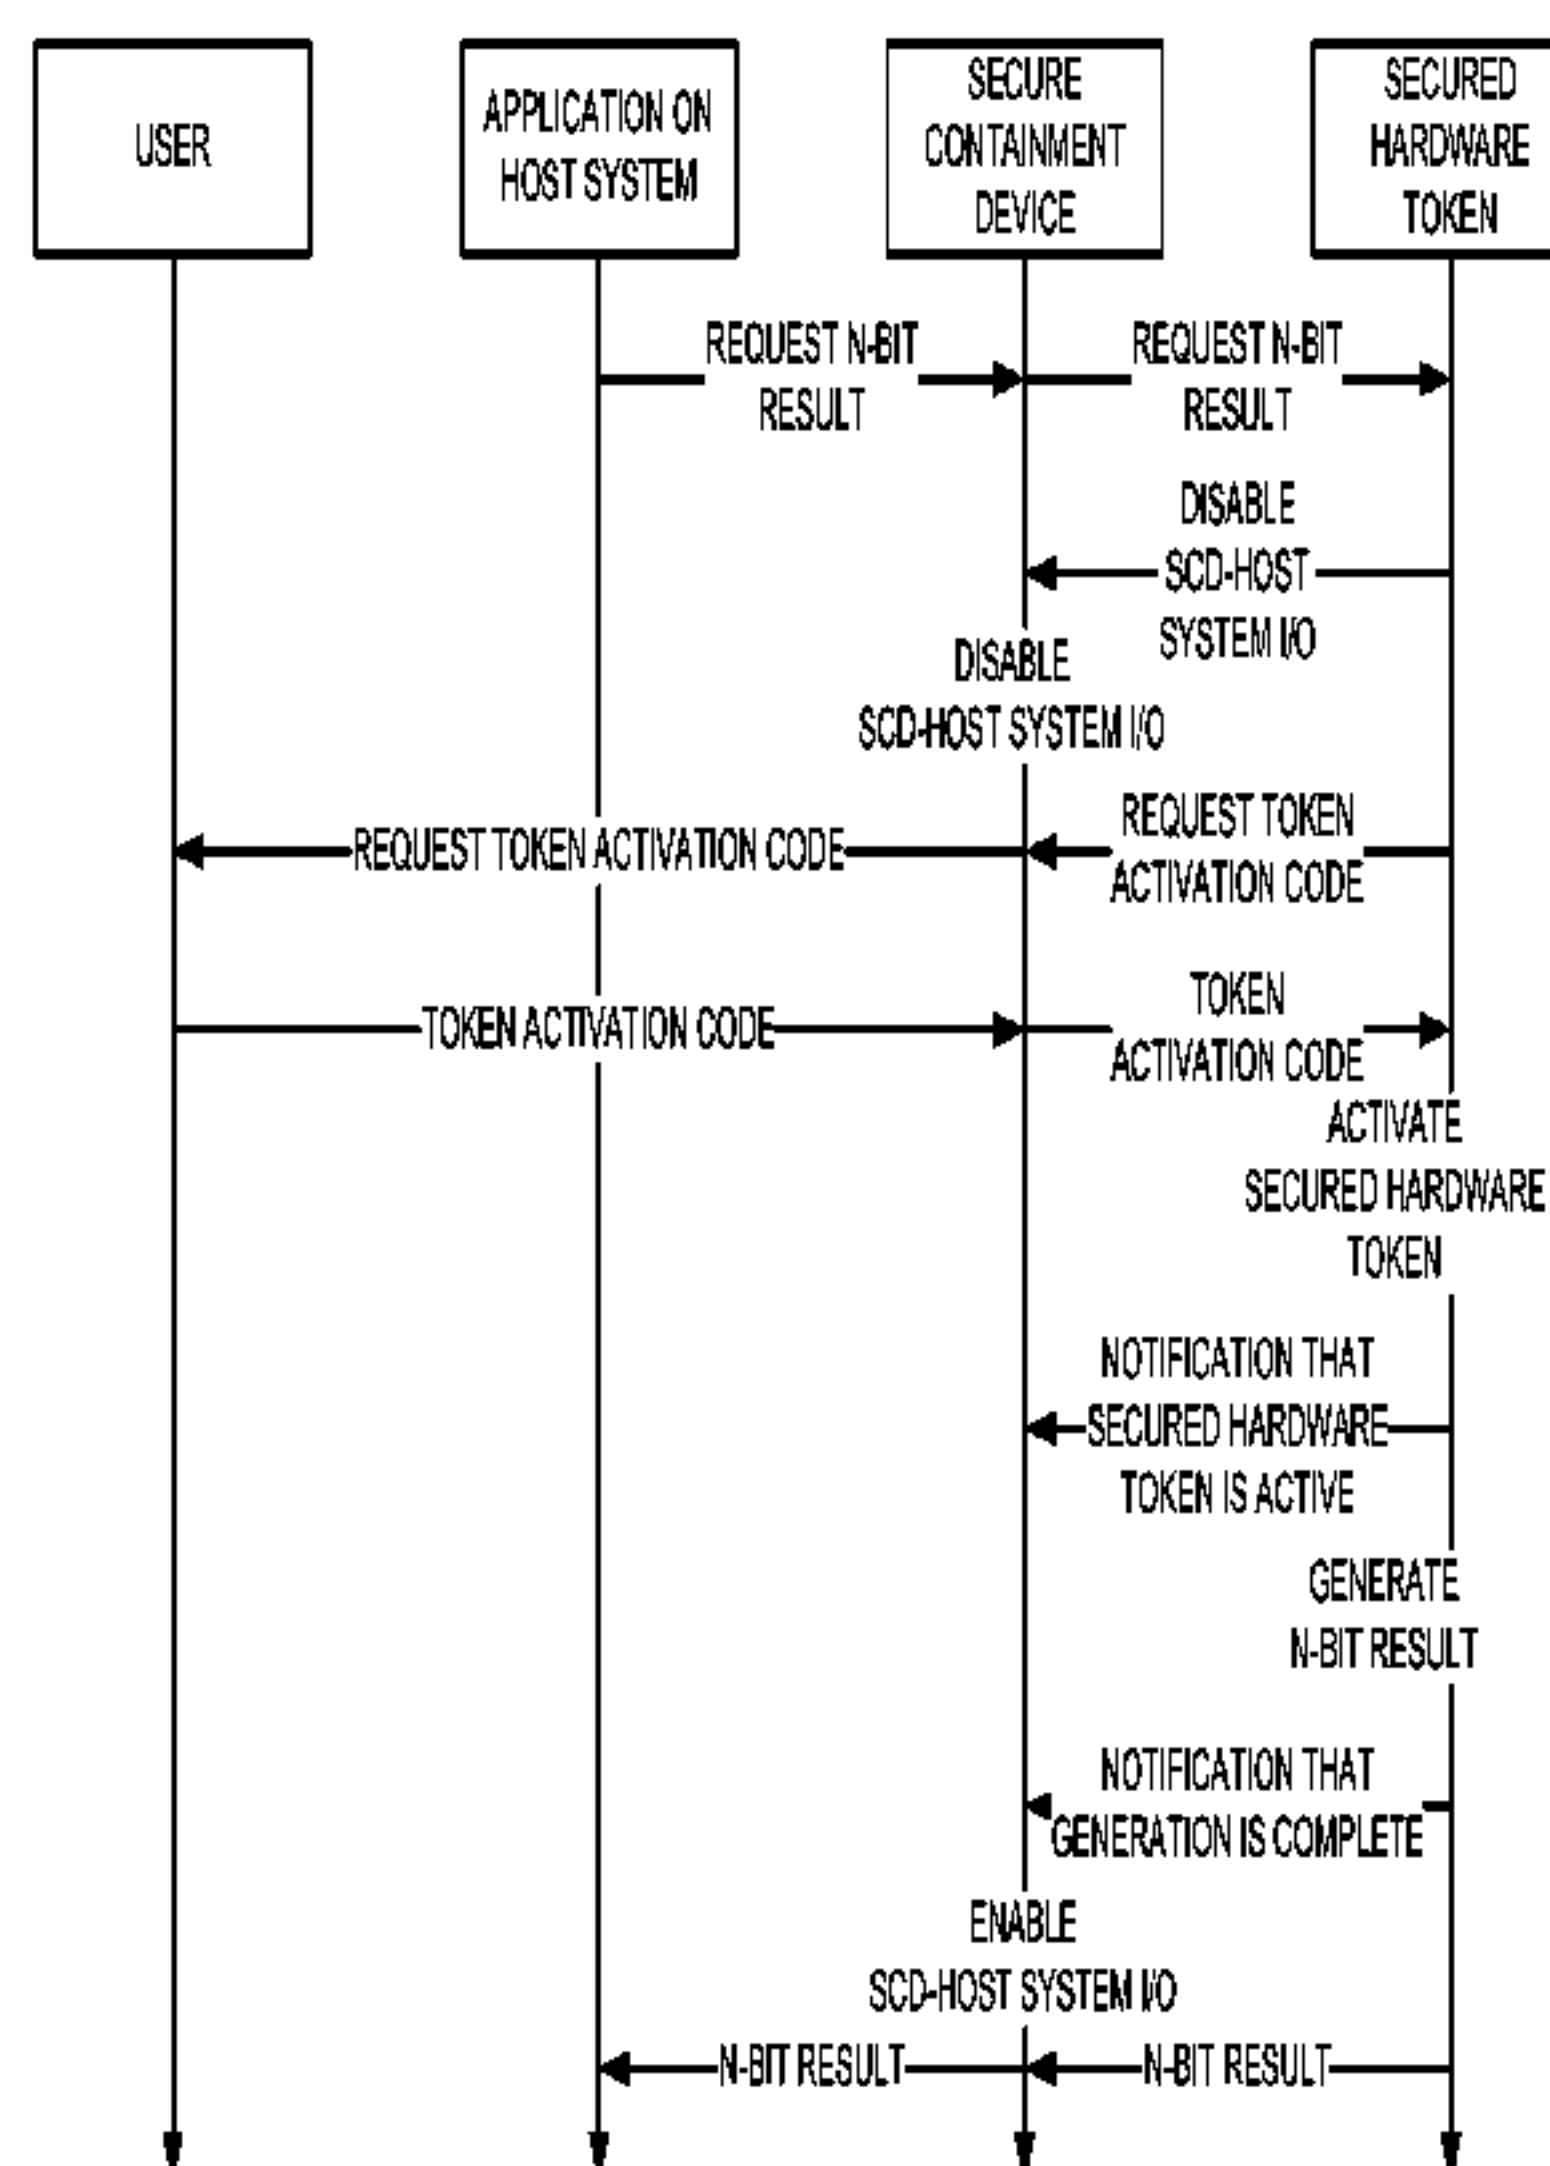 USER
APPLICATION ON
HOST SYSTEM
SECURE
CONTAINMENT
DEVICE
SECURED
HARDWARE
TOKEN
REQUEST N-BIT
RESULT
REQUEST N-BIT
RESULT
DISABLE
SCD-HOST
SYSTEM I/O
DISABLE
SCD-HOST SYSTEM I/O
REQUEST TOKEN
ACTIVATION CODE
REQUEST TOKEN ACTIVATION CODE
TOKEN ACTIVATION CODE
TOKEN
ACTIVATION CODE
ACTIVATE
SECURED HARDWARE
TOKEN
NOTIFICATION THAT
SECURED HARDWARE
TOKEN IS ACTIVE
GENERATE
N-BIT RESULT
NOTIFICATION THAT
GENERATION IS COMPLETE
ENABLE
SCD-HOST SYSTEM I/O
N-BIT RESULT
N-BIT RESULT